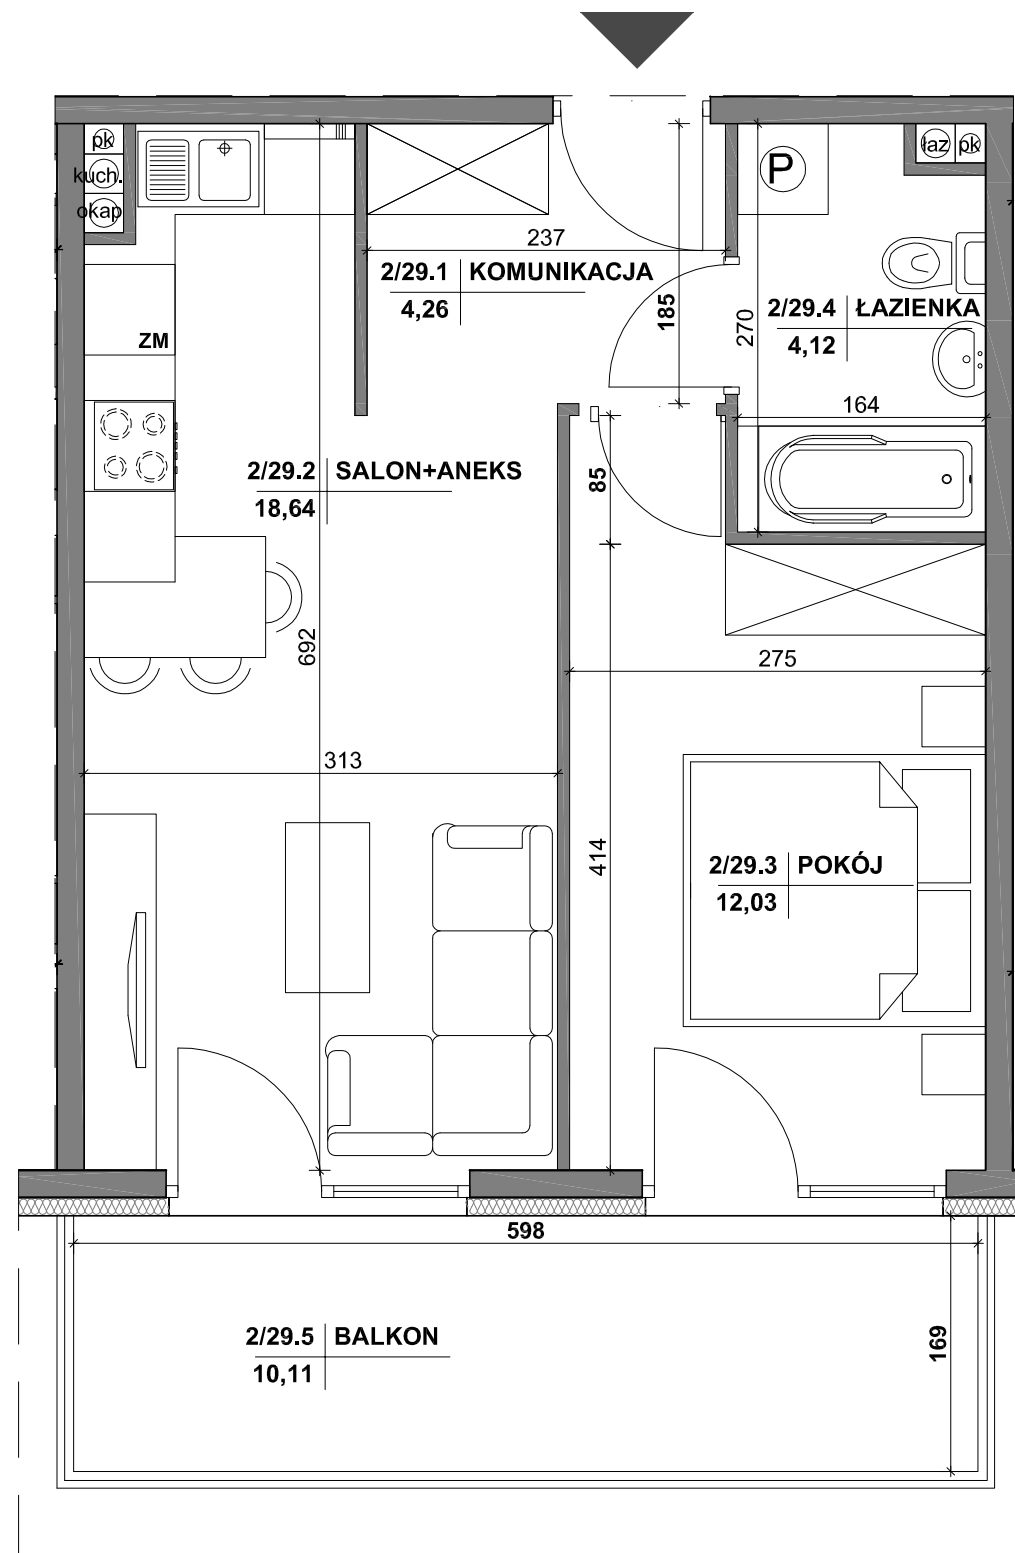 pk
kuch.
okap
P
łaz
pk
237
2/29.1 KOMUNIKACJA
4,26
185
270
2/29.4 ŁAZIENKA
4,12
ZM
164
2/29.2 SALON+ANEKS
18,64
85
692
275
313
414
2/29.3 POKÓJ
12,03
598
2/29.5 BALKON
10,11
169